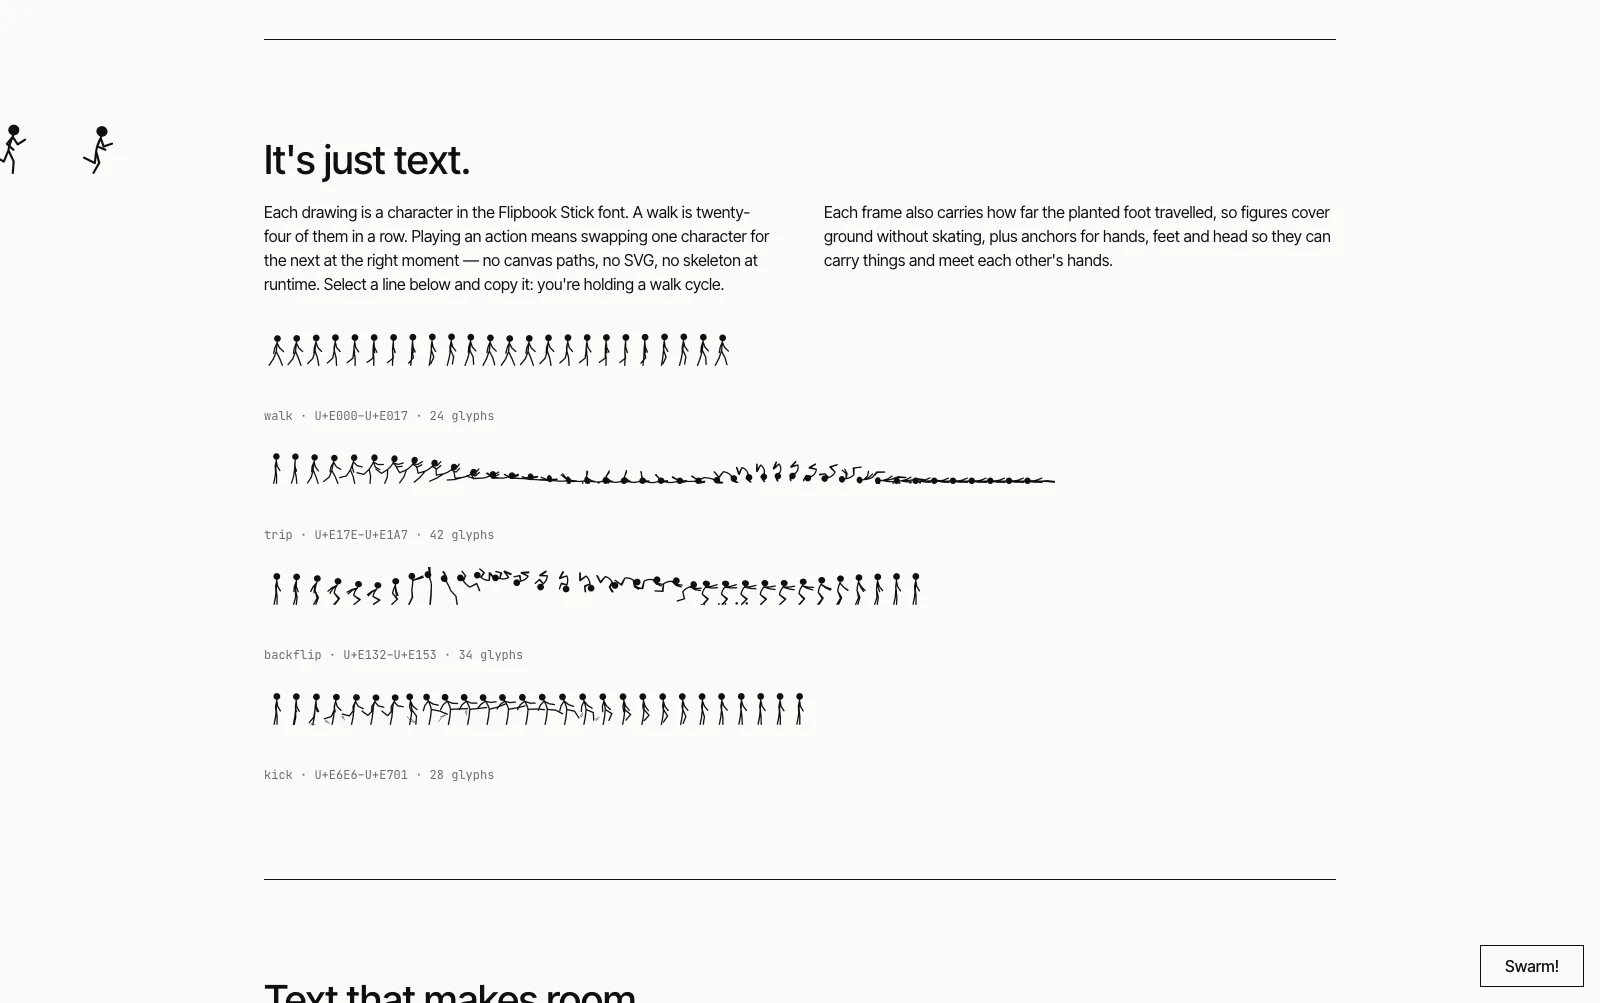 It's just text.
Each drawing is a character in the Flipbook Stick font. A walk is twenty-
four of them in a row. Playing an action means swapping one character for
the next at the right moment — no canvas paths, no SVG, no skeleton at
runtime. Select a line below and copy it: you're holding a walk cycle.
Each frame also carries how far the planted foot travelled, so figures cover
ground without skating, plus anchors for hands, feet and head so they can
carry things and meet each other's hands.
walk · U+E000–U+E017 · 24 glyphs
trip · U+E17E–U+E1A7 · 42 glyphs
backflip · U+E132–U+E153 · 34 glyphs
kick · U+E6E6–U+E701 · 28 glyphs
Swarm!
Text that makes room